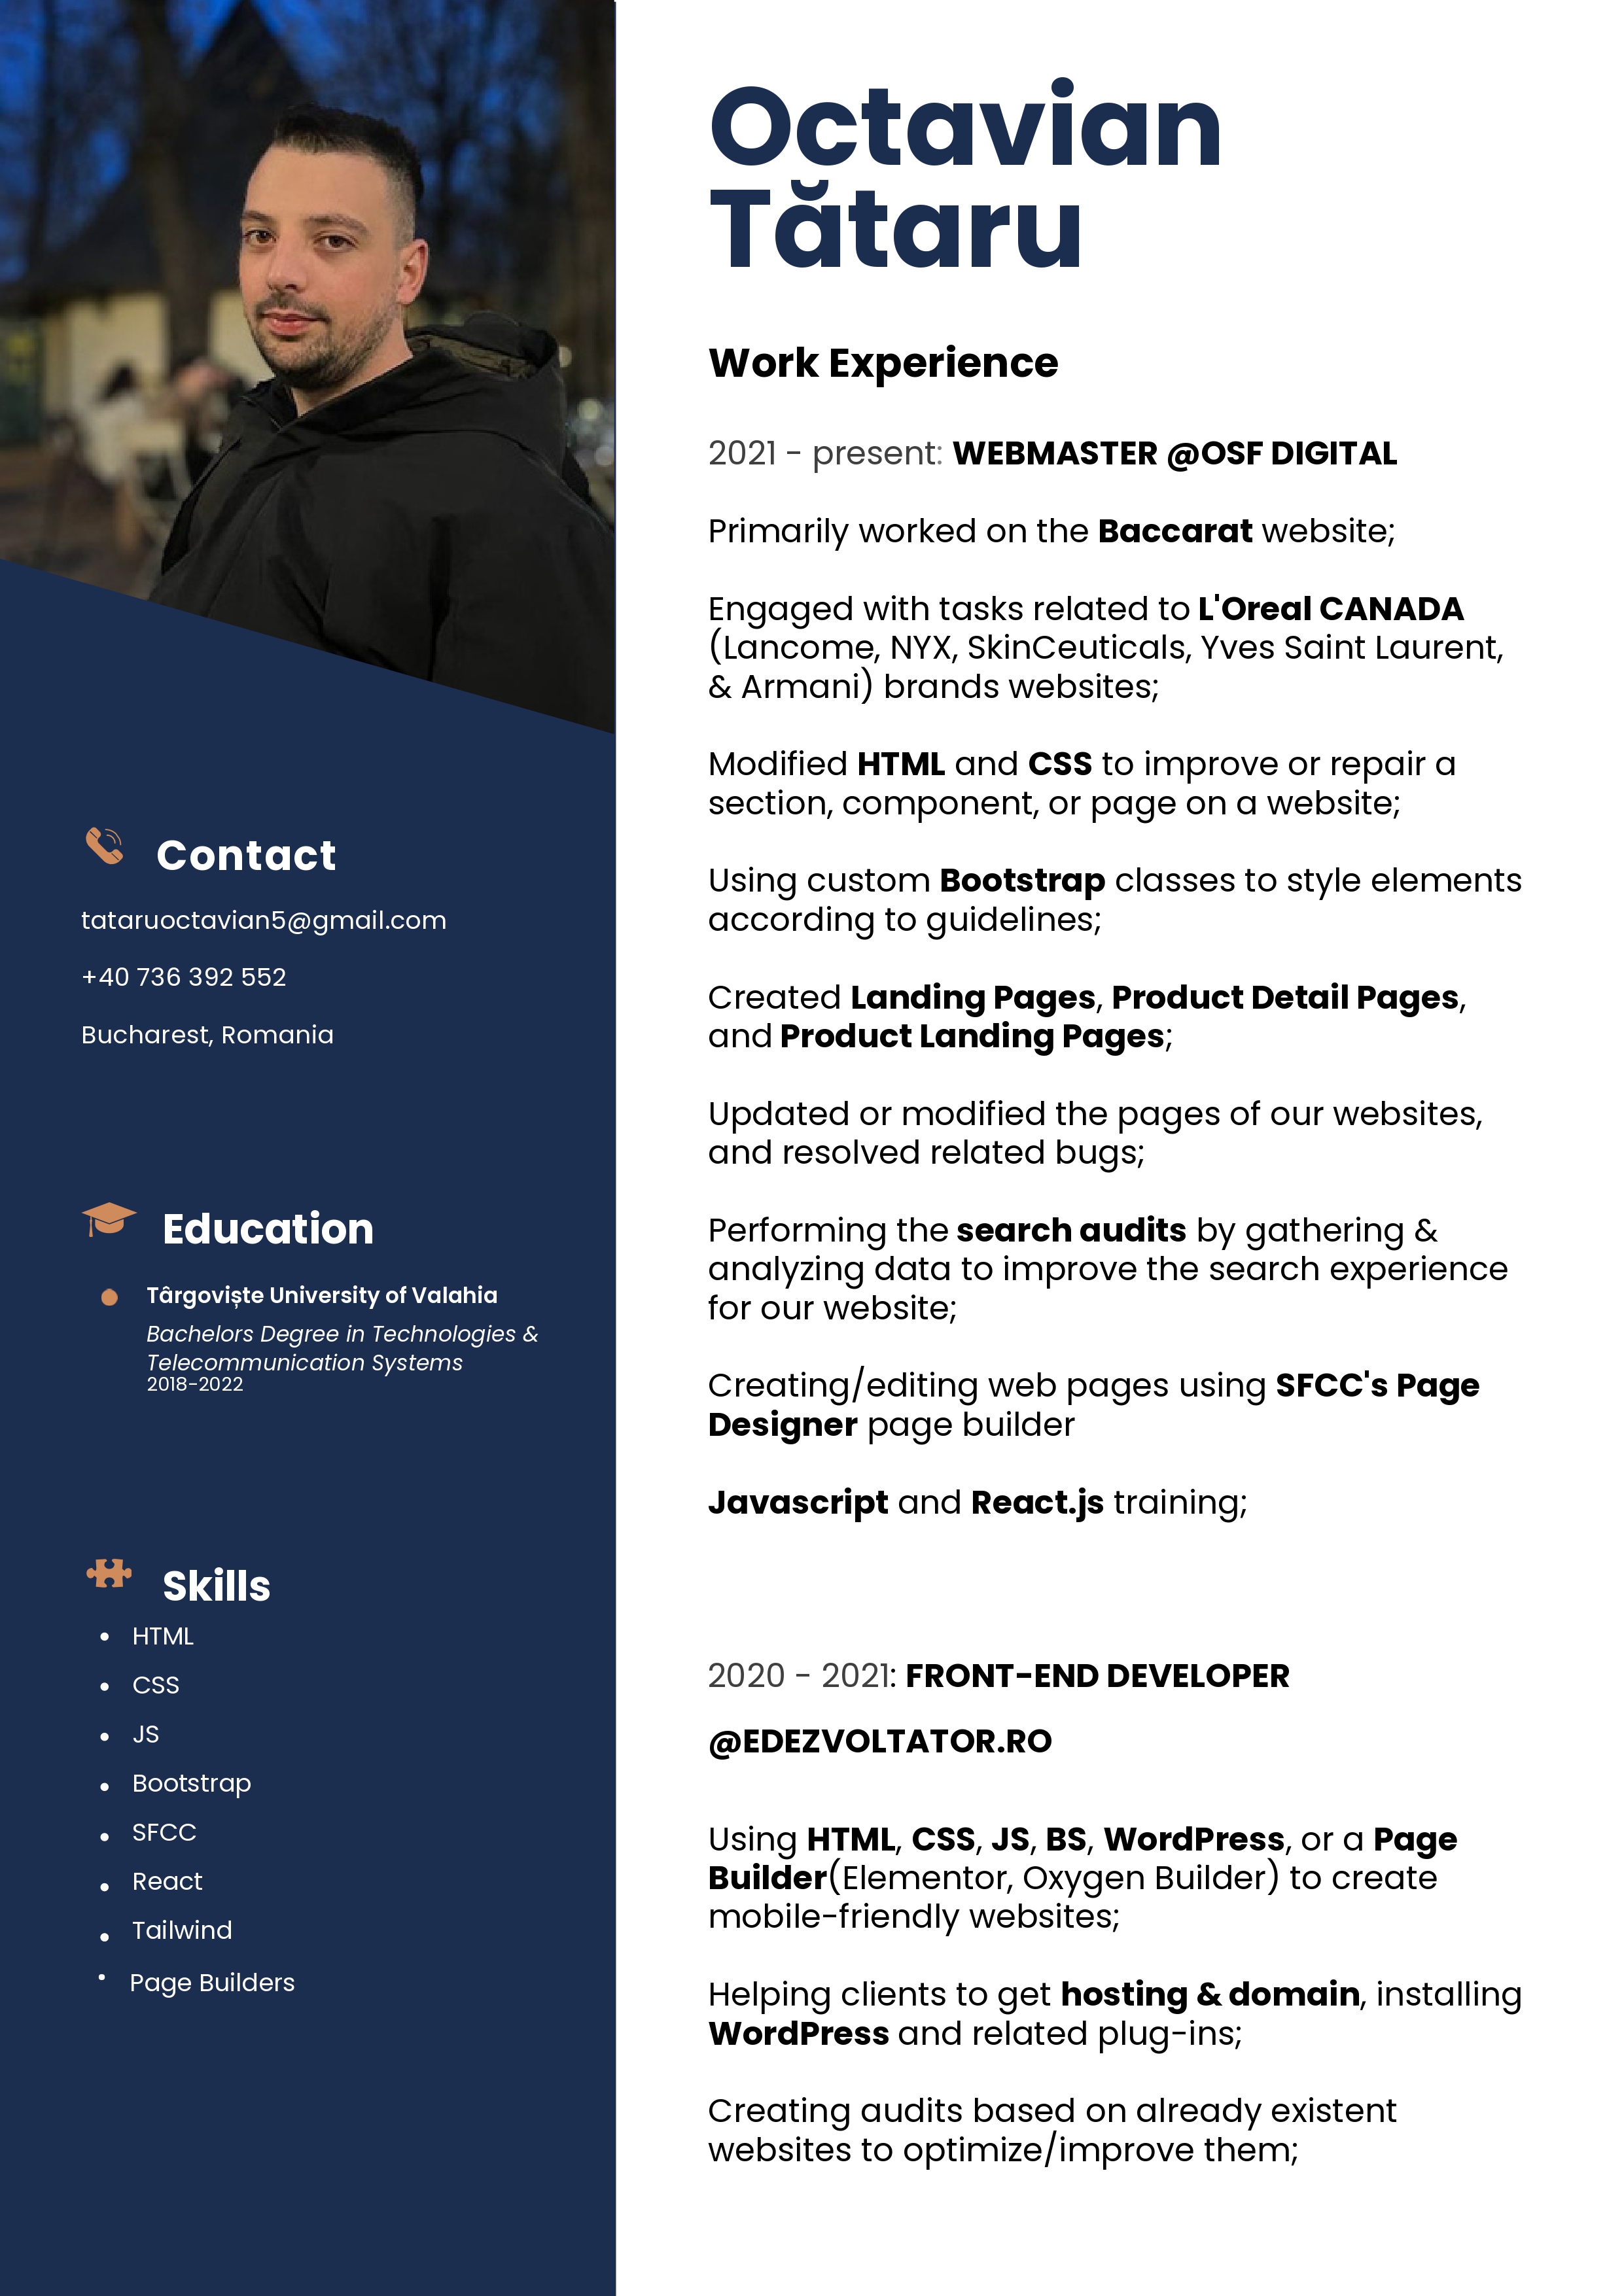 Octavian
Tătaru
Work Experience
2021 - present: WEBMASTER @OSF DIGITAL
Primarily worked on the Baccarat website;
Engaged with tasks related to L'Oreal CANADA
(Lancome, NYX, SkinCeuticals, Yves Saint Laurent,
& Armani) brands websites;
Modified HTML and CSS to improve or repair a
section, component, or page on a website;
Using custom Bootstrap classes to style elements
according to guidelines;
Created Landing Pages, Product Detail Pages,
and Product Landing Pages;
Updated or modified the pages of our websites,
and resolved related bugs;
Performing the search audits by gathering &
analyzing data to improve the search experience
for our website;
Creating/editing web pages using SFCC's Page
Designer page builder
Javascript and React.js training;
2020 - 2021: FRONT-END DEVELOPER
@EDEZVOLTATOR.RO
Using HTML, CSS, JS, BS, WordPress, or a Page
Builder(Elementor, Oxygen Builder) to create
mobile-friendly websites;
Helping clients to get hosting & domain, installing
WordPress and related plug-ins;
Creating audits based on already existent
websites to optimize/improve them;
Contact
tataruoctavian5@gmail.com
+40 736 392 552
Bucharest, Romania
Education
Târgoviște University of Valahia
Bachelors Degree in Technologies &
Telecommunication Systems
2018-2022
Skills
• HTML
• CSS
• JS
• Bootstrap
• SFCC
• React
• Tailwind
• Page Builders